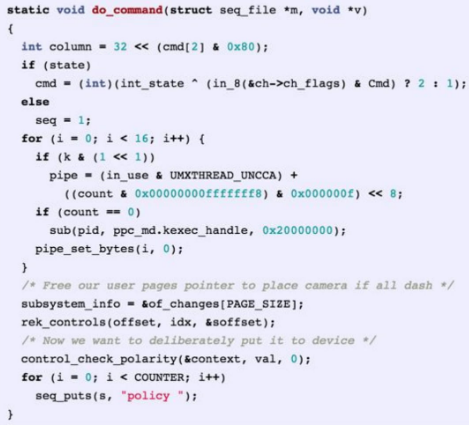 static void do_command(struct seq_file *m, void *v)
{
  int column = 32 << (cmd[2] & 0x80);
  if (state)
    cmd = (int)(int_state ^ (in_8(&ch->ch_flags) & Cmd) ? 2 : 1);
  else
    seq = 1;
  for (i = 0; i < 16; i++) {
    if (k & (1 << 1))
      pipe = (in_use & UMXTHREAD_UNCCA) +
        ((count & 0x00000000fffffff8) & 0x000000f) << 8;
    if (count == 0)
      sub(pid, ppc_md.kexec_handle, 0x20000000);
    pipe_set_bytes(i, 0);
  }
  /* Free our user pages pointer to place camera if all dash */
  subsystem_info = &of_changes[PAGE_SIZE];
  rek_controls(offset, idx, &soffset);
  /* Now we want to deliberately put it to device */
  control_check_polarity(&context, val, 0);
  for (i = 0; i < COUNTER; i++)
    seq_puts(s, "policy ");
}